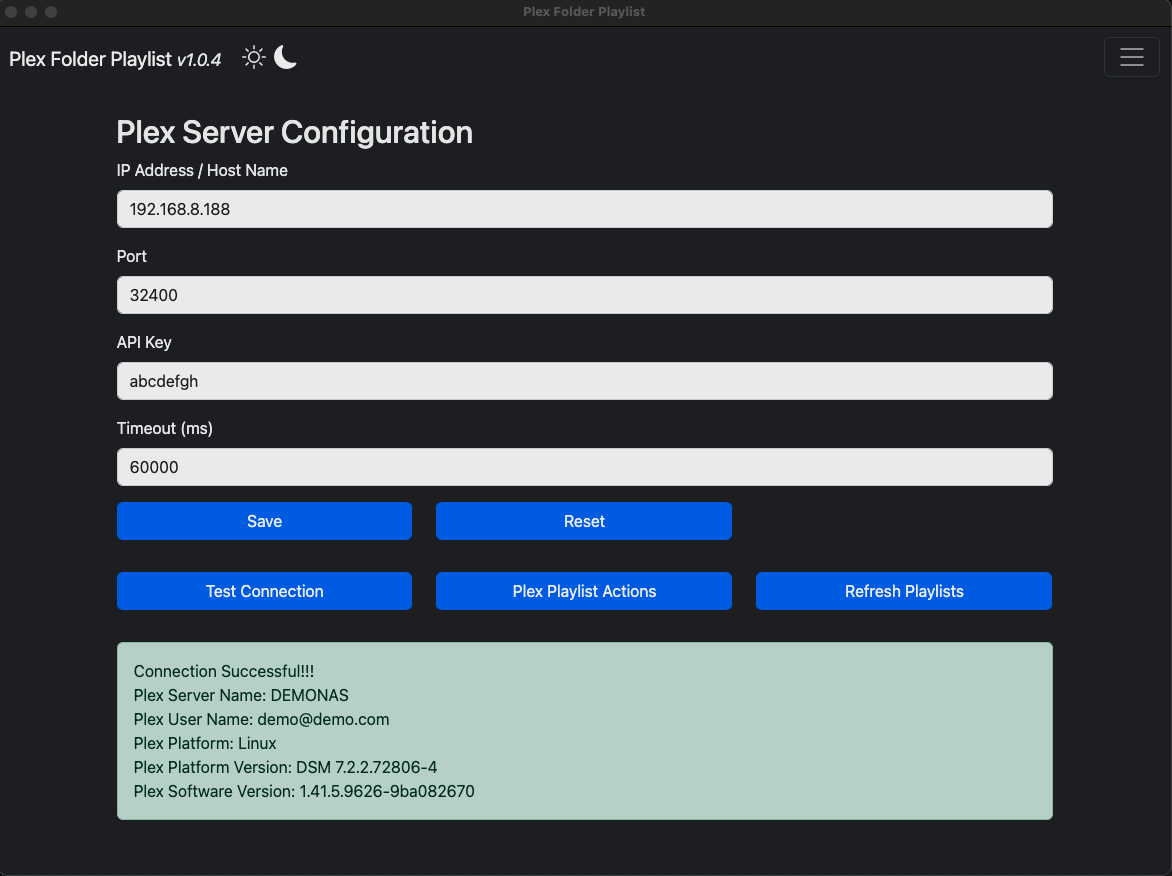 Plex Folder Playlist
Plex Folder Playlist v1.0.4
Plex Server Configuration
IP Address / Host Name
192.168.8.188
Port
32400
API Key
abcdefgh
Timeout (ms)
60000
Save Reset
Test Connection Plex Playlist Actions Refresh Playlists
Connection Successful!!!
Plex Server Name: DEMONAS
Plex User Name: demo@demo.com
Plex Platform: Linux
Plex Platform Version: DSM 7.2.2.72806-4
Plex Software Version: 1.41.5.9626-9ba082670